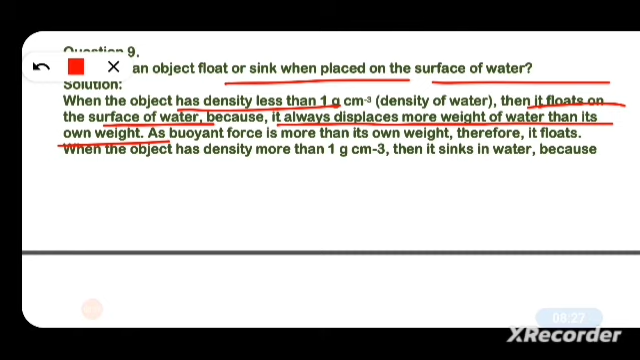 Question 9.
an object float or sink when placed on the surface of water?
Solution:
When the object has density less than 1 g cm⁻³ (density of water), then it floats on
the surface of water, because, it always displaces more weight of water than its
own weight. As buoyant force is more than its own weight, therefore, it floats.
When the object has density more than 1 g cm-3, then it sinks in water, because
08:27
XRecorder